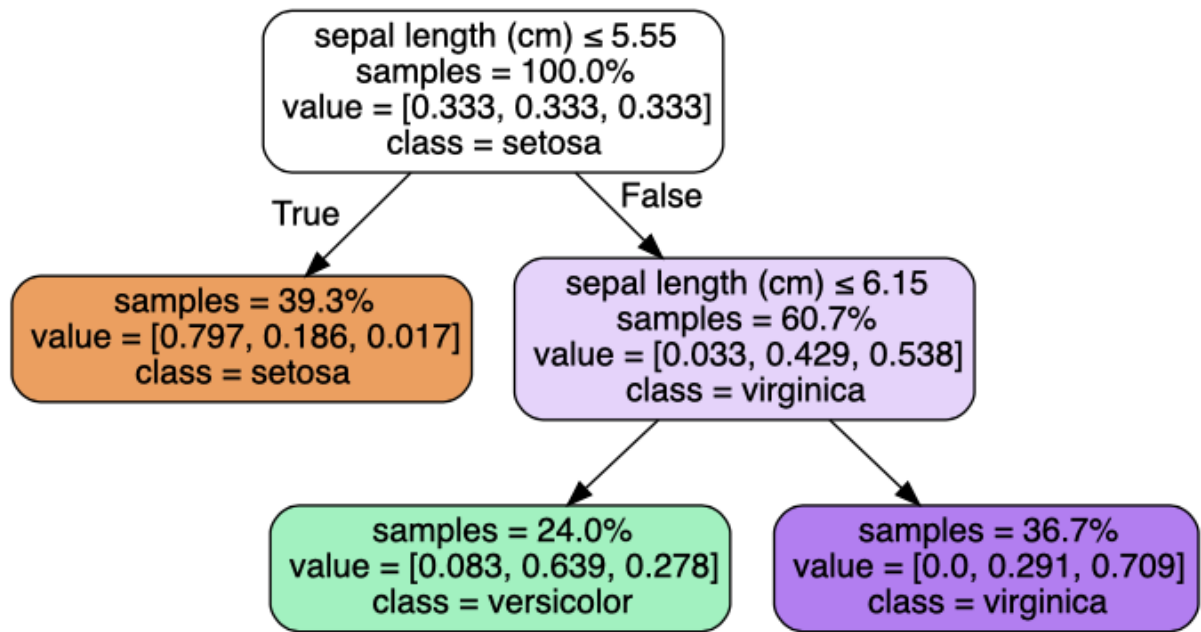 sepal length (cm) ≤ 5.55
samples = 100.0%
value = [0.333, 0.333, 0.333]
class = setosa
True
False
samples = 39.3%
value = [0.797, 0.186, 0.017]
class = setosa
sepal length (cm) ≤ 6.15
samples = 60.7%
value = [0.033, 0.429, 0.538]
class = virginica
samples = 24.0%
value = [0.083, 0.639, 0.278]
class = versicolor
samples = 36.7%
value = [0.0, 0.291, 0.709]
class = virginica